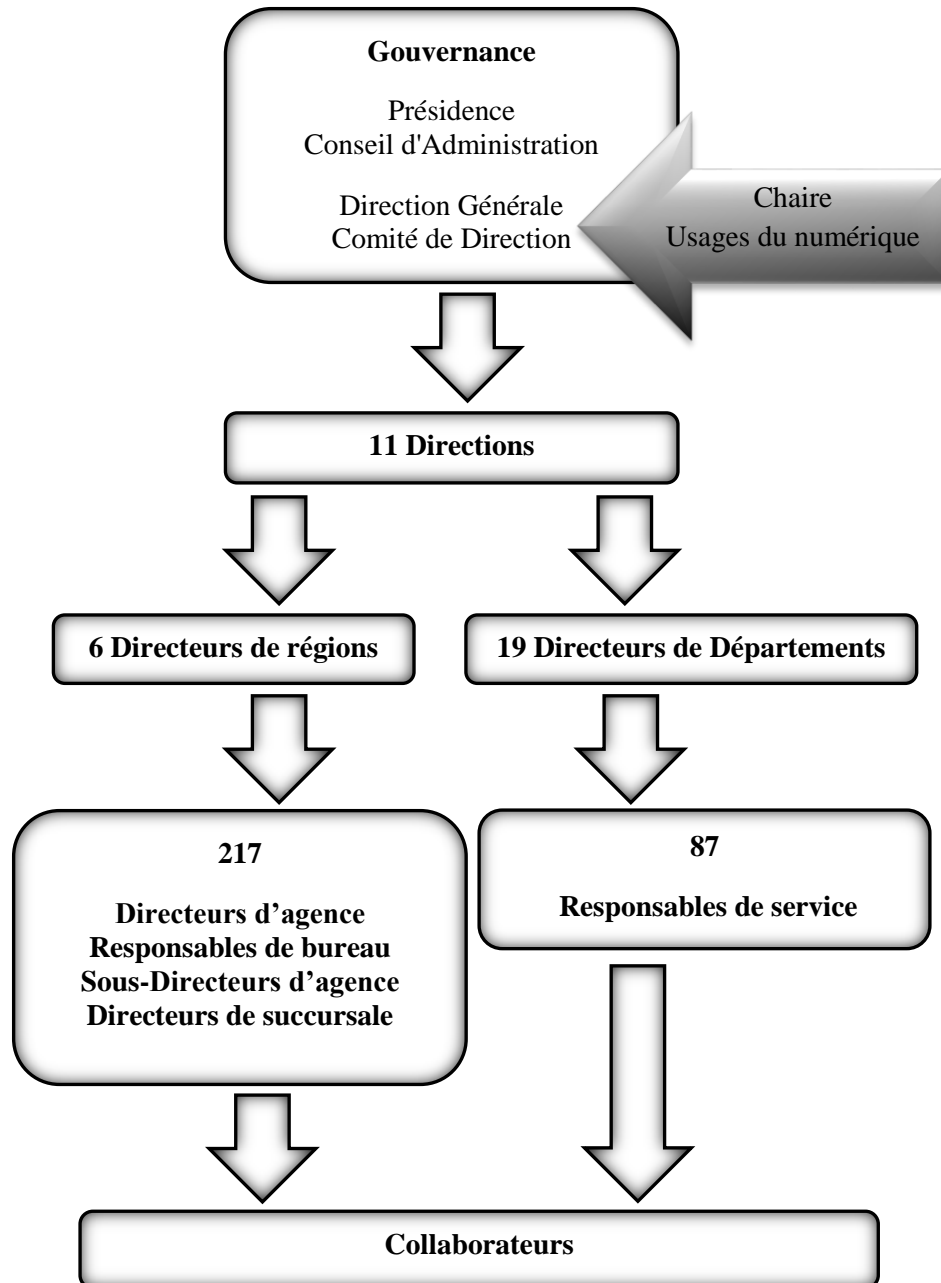 Gouvernance
Présidence
Conseil d'Administration
Direction Générale
Comité de Direction
Chaire
Usages du numérique
11 Directions
6 Directeurs de régions
19 Directeurs de Départements
217
Directeurs d’agence
Responsables de bureau
Sous-Directeurs d’agence
Directeurs de succursale
87
Responsables de service
Collaborateurs